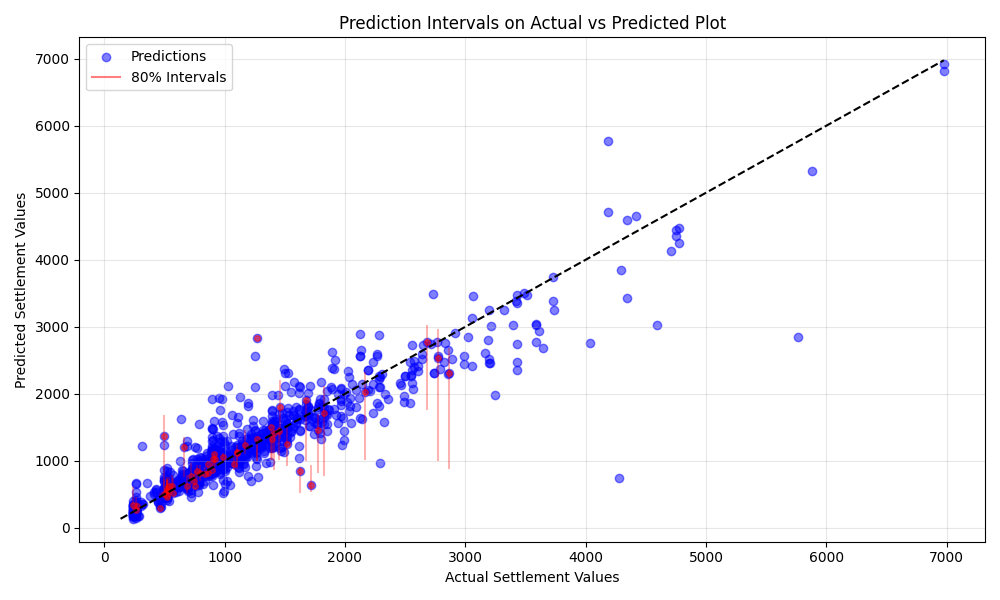 Prediction Intervals on Actual vs Predicted Plot
Predictions
80% Intervals
7000
6000
5000
4000
3000
2000
1000
0
Predicted Settlement Values
0 1000 2000 3000 4000 5000 6000 7000
Actual Settlement Values